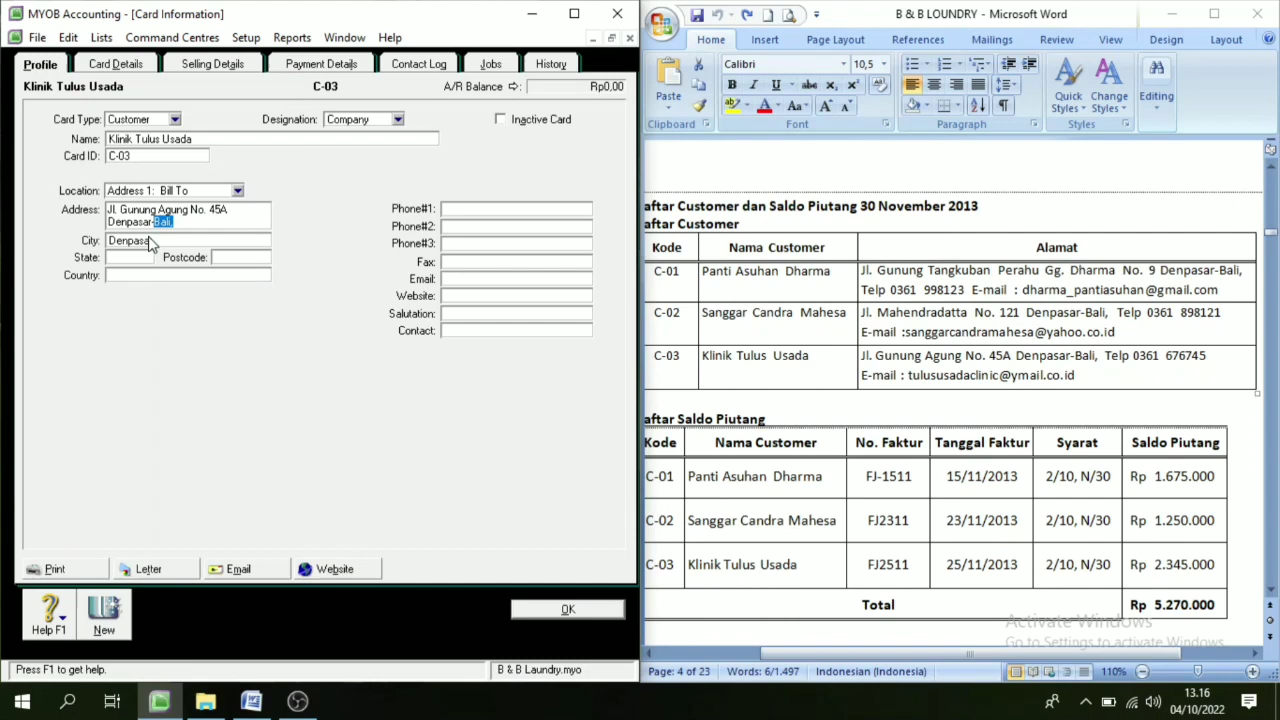 MYOB Accounting - [Card Information]
File Edit Lists Command Centres Setup Reports Window Help
Profile Card Details Selling Details Payment Details Contact Log Jobs History
Klinik Tulus Usada C-03 A/R Balance Rp0,00
Card Type: Customer Designation: Company Inactive Card
Name: Klinik Tulus Usada
Card ID: C-03
Location: Address 1: Bill To
Address: Jl. Gunung Agung No. 45A
Denpasar-Bali,
City: Denpasa
State: Postcode:
Country:
Phone#1:
Phone#2:
Phone#3:
Fax:
Email:
Website:
Salutation:
Contact:
Print Letter Email Website
Help F1 New OK
Press F1 to get help. B & B Laundry.myo
B & B LOUNDRY - Microsoft Word
Home Insert Page Layout References Mailings Review View Design Layout
Calibri 10,5
Paste
Quick Styles
Change Styles
Editing
Clipboard Font Paragraph Styles
aftar Customer dan Saldo Piutang 30 November 2013
aftar Customer
Kode Nama Customer Alamat
C-01 Panti Asuhan Dharma Jl. Gunung Tangkuban Perahu Gg. Dharma No. 9 Denpasar-Bali,
Telp 0361 998123 E-mail : dharma_pantiasuhan@gmail.com
C-02 Sanggar Candra Mahesa Jl. Mahendradatta No. 121 Denpasar-Bali, Telp 0361 898121
E-mail :sanggarcandramahesa@yahoo.co.id
C-03 Klinik Tulus Usada Jl. Gunung Agung No. 45A Denpasar-Bali, Telp 0361 676745
E-mail : tulususadaclinic@ymail.co.id
aftar Saldo Piutang
Kode Nama Customer No. Faktur Tanggal Faktur Syarat Saldo Piutang
C-01 Panti Asuhan Dharma FJ-1511 15/11/2013 2/10, N/30 Rp 1.675.000
C-02 Sanggar Candra Mahesa FJ2311 23/11/2013 2/10, N/30 Rp 1.250.000
C-03 Klinik Tulus Usada FJ2511 25/11/2013 2/10, N/30 Rp 2.345.000
Total Rp 5.270.000
Activate Windows
Go to Settings to activate Windows.
Page: 4 of 23 Words: 6/1.497 Indonesian (Indonesia) 110%
13.16
04/10/2022